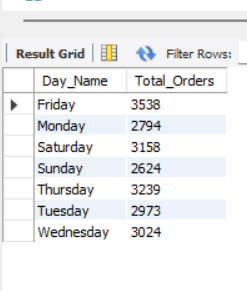 Result Grid Filter Rows:
Day_Name Total_Orders
Friday 3538
Monday 2794
Saturday 3158
Sunday 2624
Thursday 3239
Tuesday 2973
Wednesday 3024